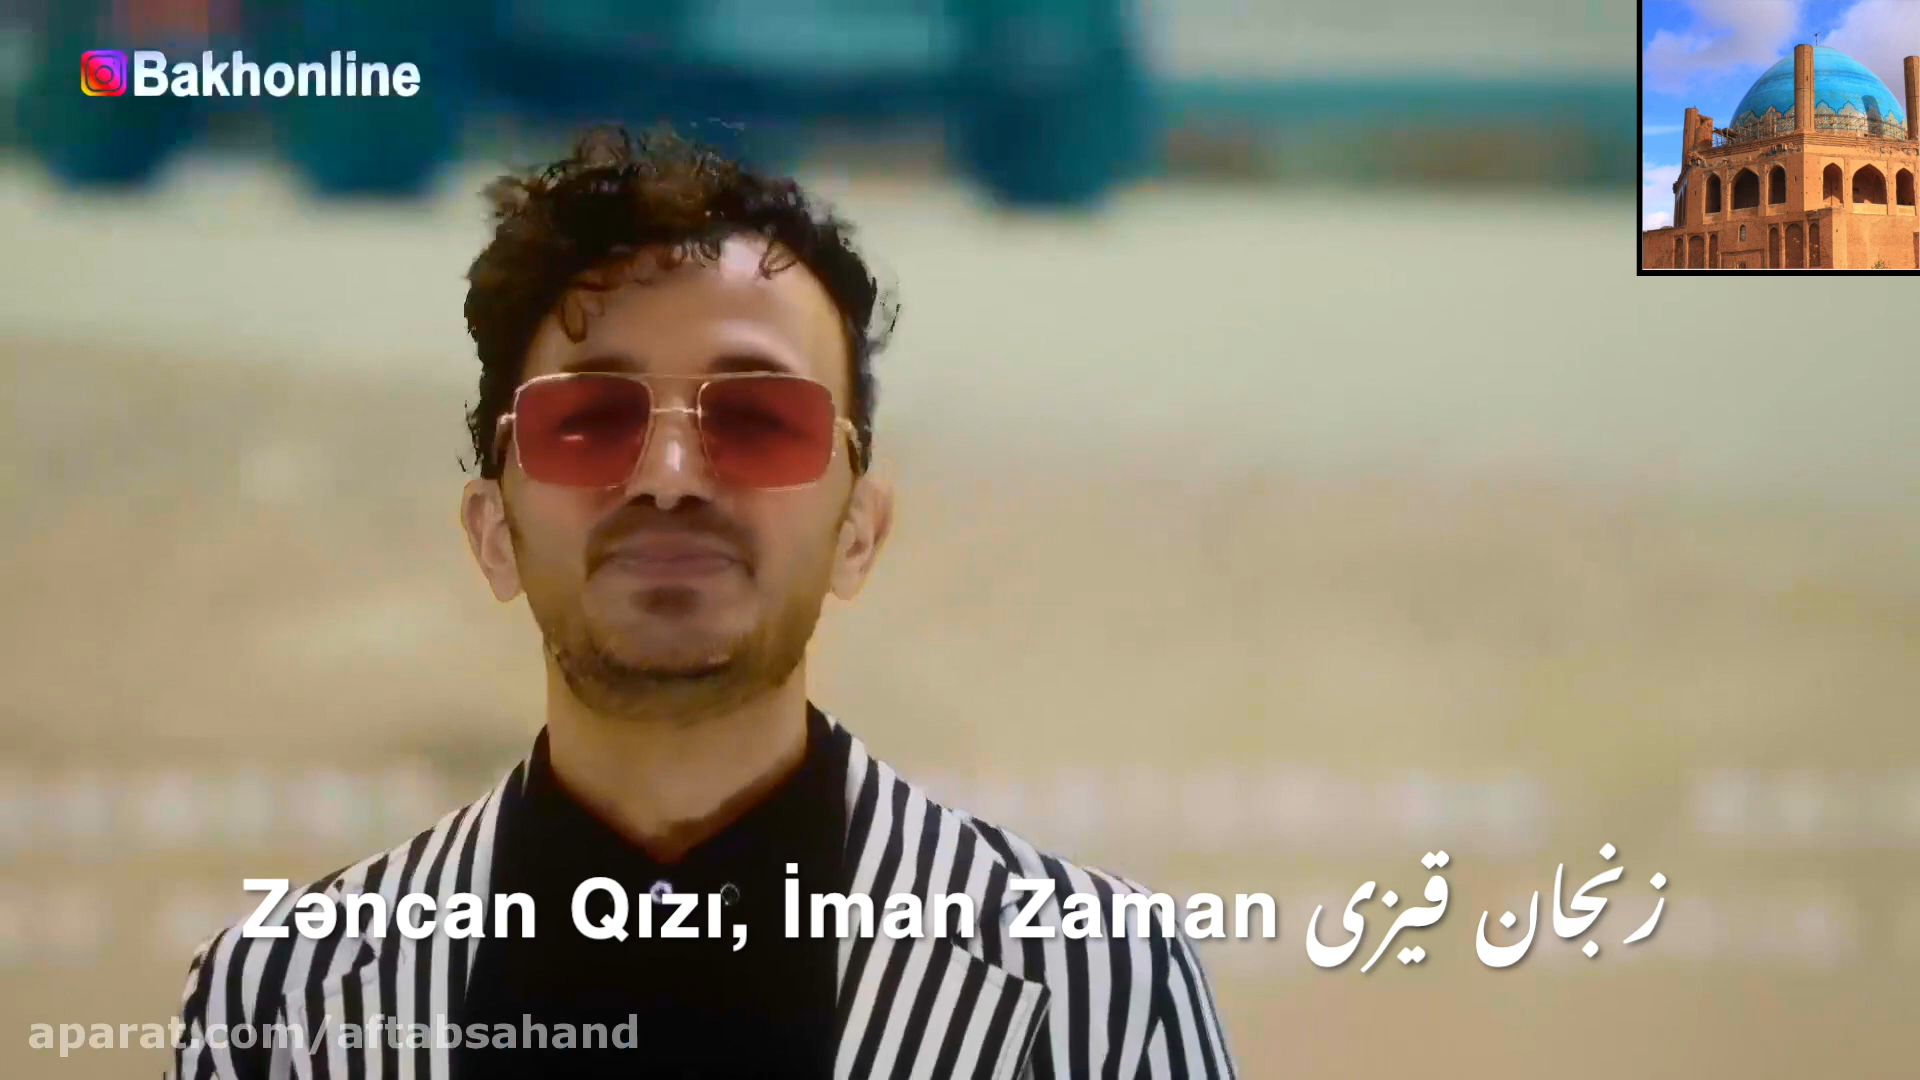 Bakhonline
Zəncan Qızı, İman Zaman زنجان قیزی
aparat.com/aftabsahand